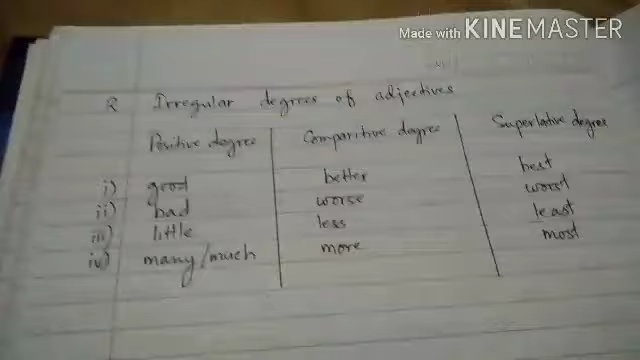 Made with KINEMASTER
2 Irregular degrees of adjectives
Positive degree Comparitive degree Superlative degree
i) good better best
ii) bad worse worst
iii) little less least
iv) many/much more most